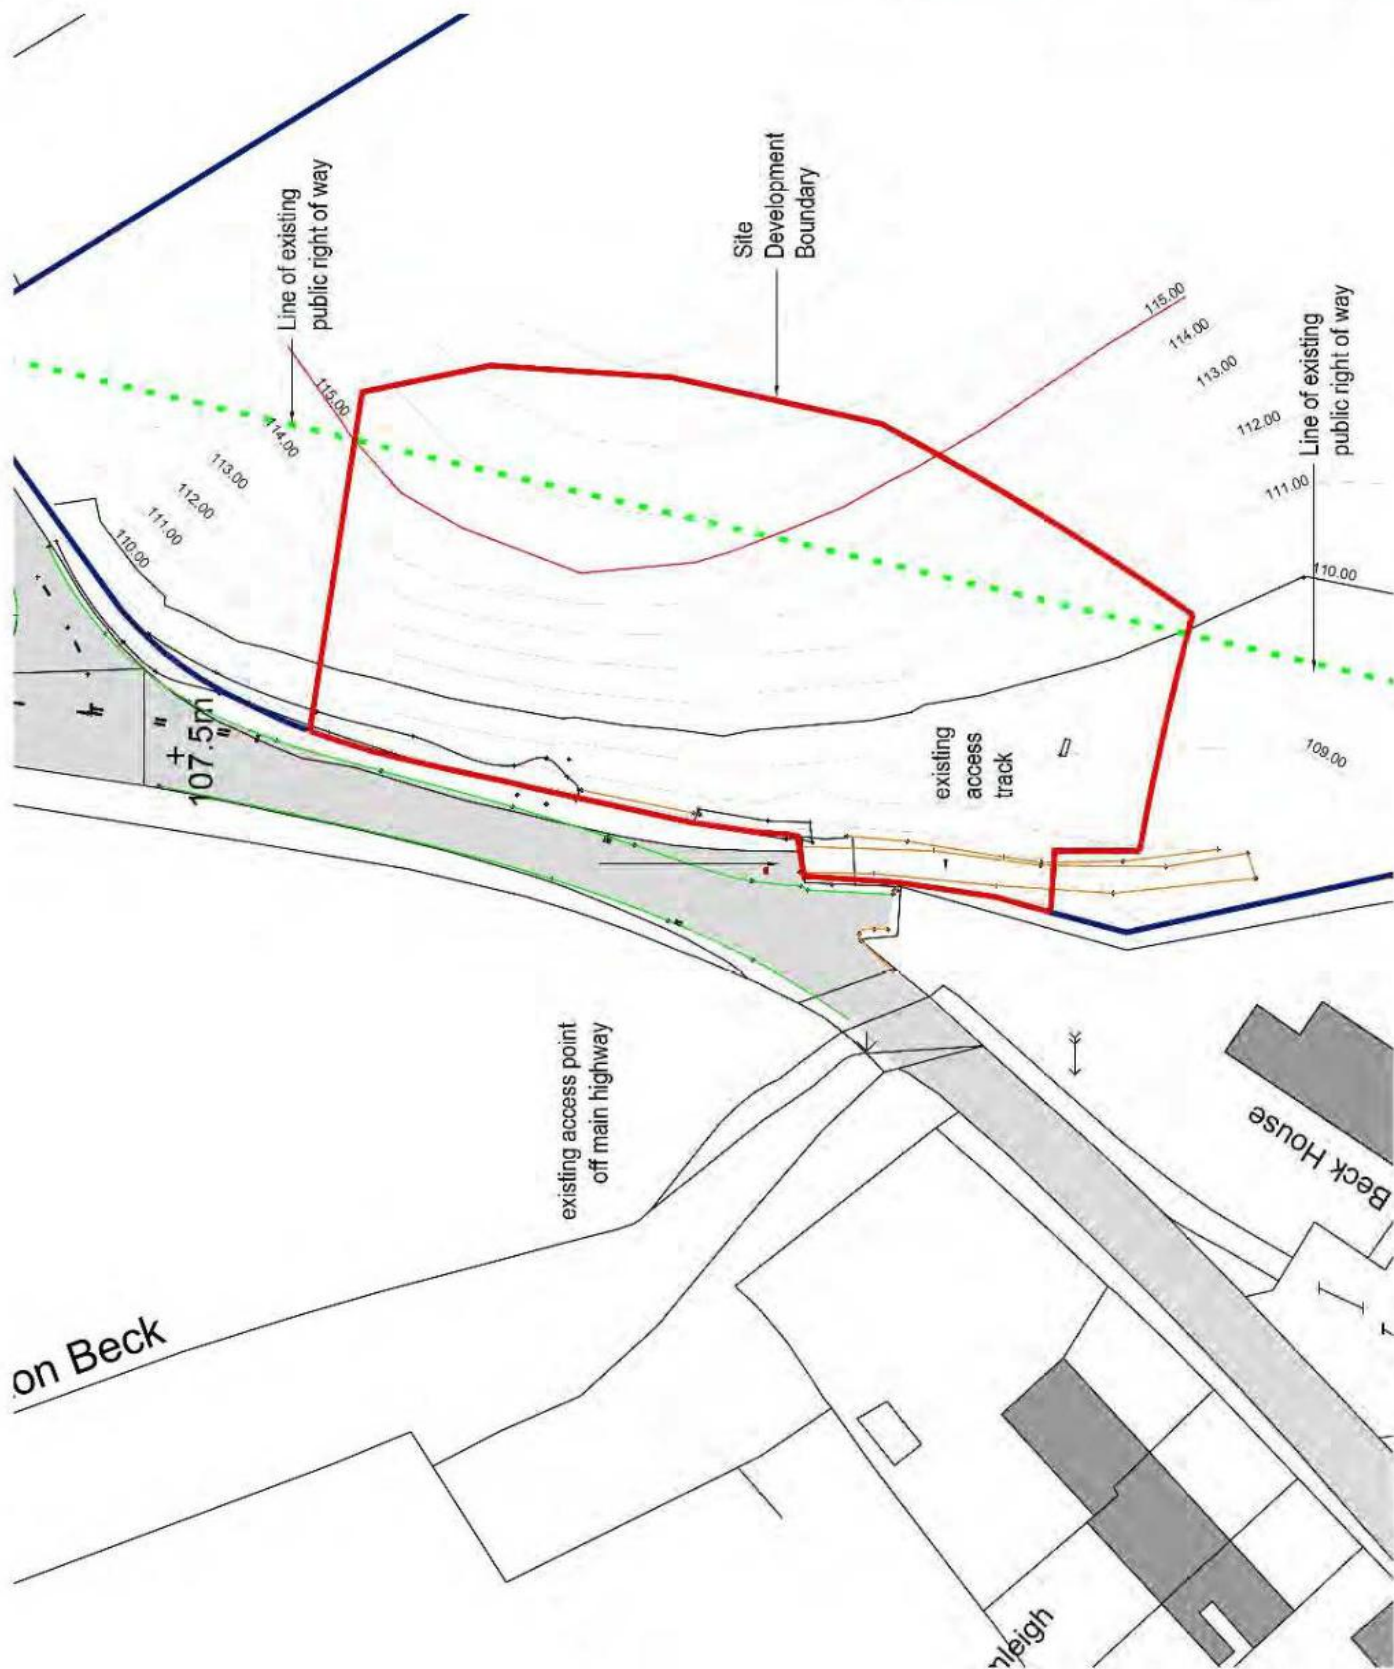 Line of existing
public right of way
Site
Development
Boundary
115.00
114.00
113.00
112.00
111.00
110.00
115.00
114.00
113.00
112.00
111.00
110.00
109.00
Line of existing
public right of way
107.5m
existing
access
track
existing access point
off main highway
Beck House
on Beck
nleigh